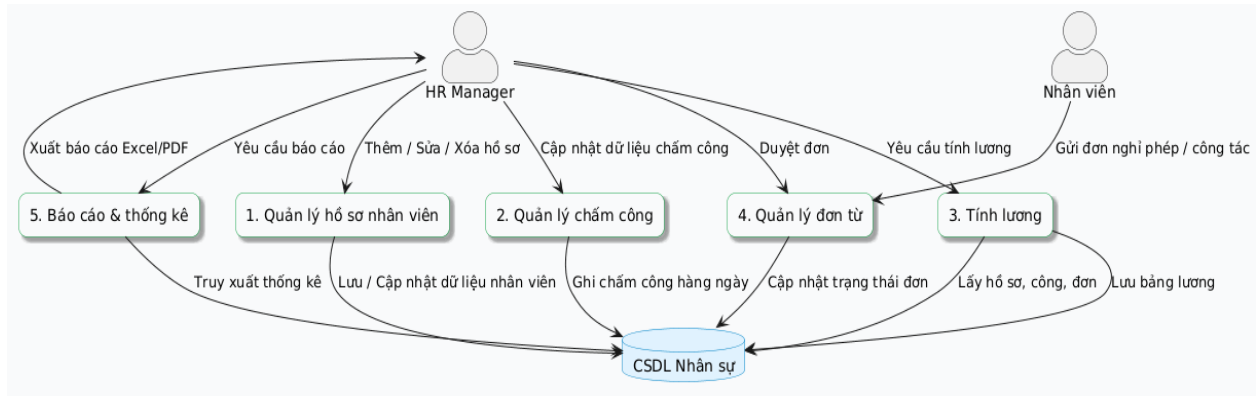 HR Manager
Nhân viên
Xuất báo cáo Excel/PDF
Yêu cầu báo cáo
Thêm / Sửa / Xóa hồ sơ
Cập nhật dữ liệu chấm công
Duyệt đơn
Yêu cầu tính lương
Gửi đơn nghỉ phép / công tác
5. Báo cáo & thống kê
1. Quản lý hồ sơ nhân viên
2. Quản lý chấm công
4. Quản lý đơn từ
3. Tính lương
Truy xuất thống kê
Lưu / Cập nhật dữ liệu nhân viên
Ghi chấm công hàng ngày
Cập nhật trạng thái đơn
Lấy hồ sơ, công, đơn
Lưu bảng lương
CSDL Nhân sự